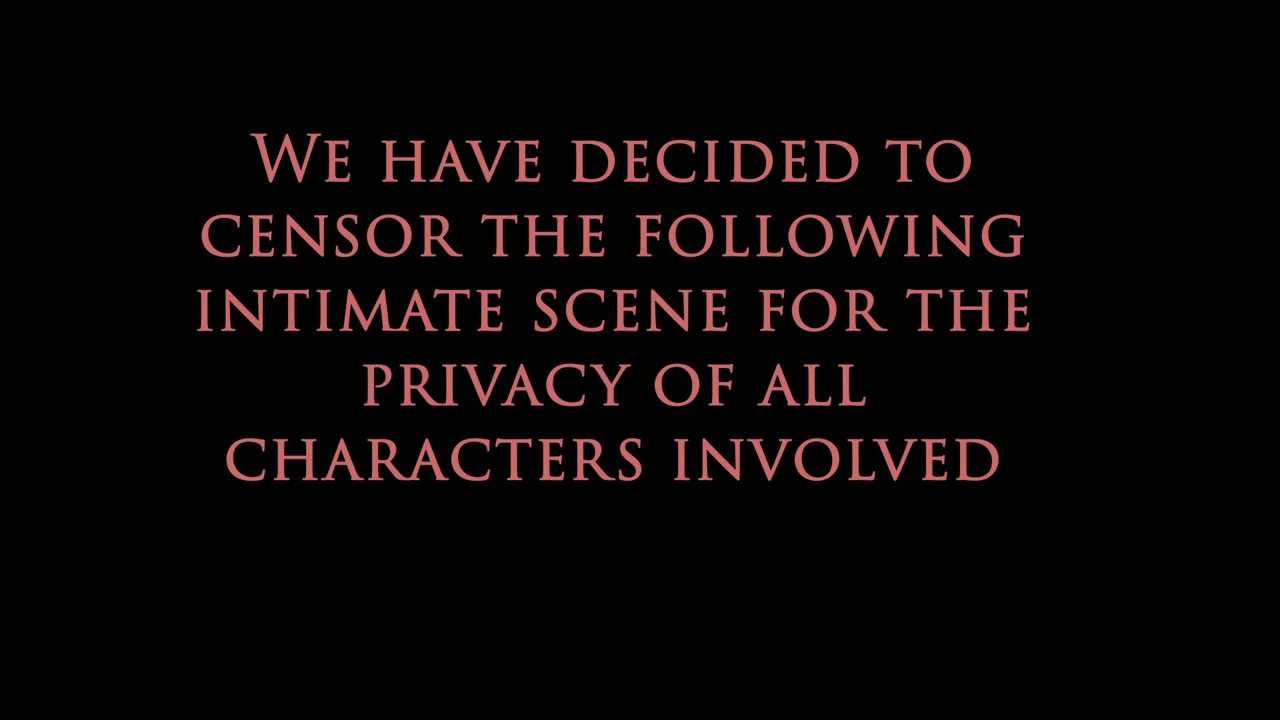 We have decided to
censor the following
intimate scene for the
privacy of all
characters involved